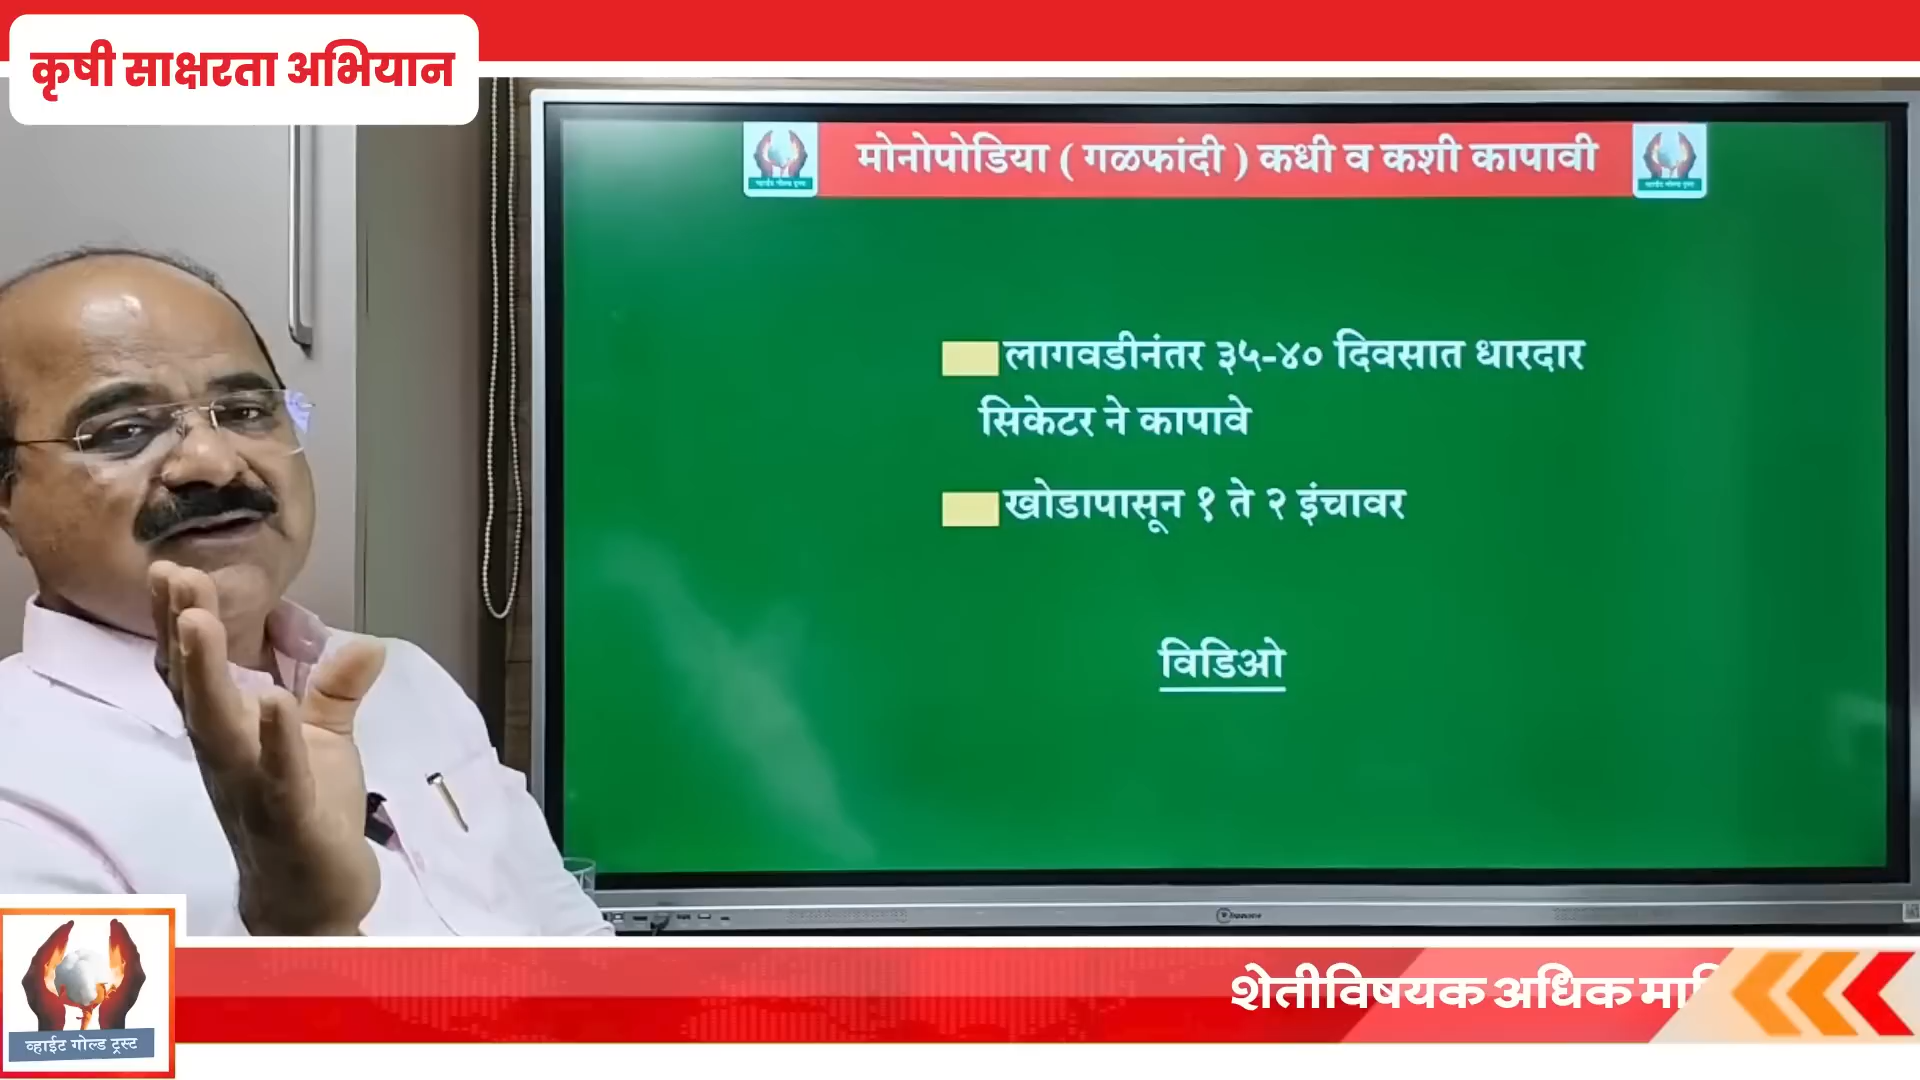 कृषी साक्षरता अभियान
मोनोपोडिया ( गळफांदी ) कधी व कशी कापावी
लागवडीनंतर ३५-४० दिवसात धारदार
सिकेटर ने कापावे
खोडापासून १ ते २ इंचावर
विडिओ
शेतीविषयक अधिक
व्हाईट गोल्ड ट्रस्ट